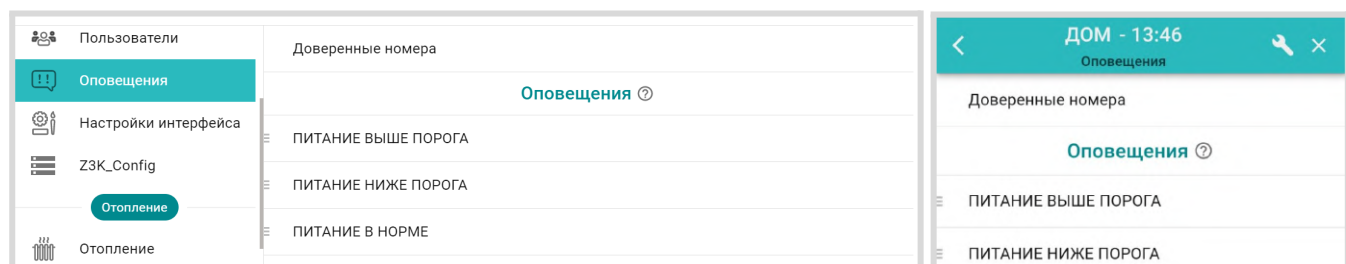 Пользователи
Оповещения
Настройки интерфейса
Z3K_Config
Отопление
Отопление
Доверенные номера
Оповещения ?
ПИТАНИЕ ВЫШЕ ПОРОГА
ПИТАНИЕ НИЖЕ ПОРОГА
ПИТАНИЕ В НОРМЕ
ДОМ - 13:46
Оповещения
Доверенные номера
Оповещения ?
ПИТАНИЕ ВЫШЕ ПОРОГА
ПИТАНИЕ НИЖЕ ПОРОГА